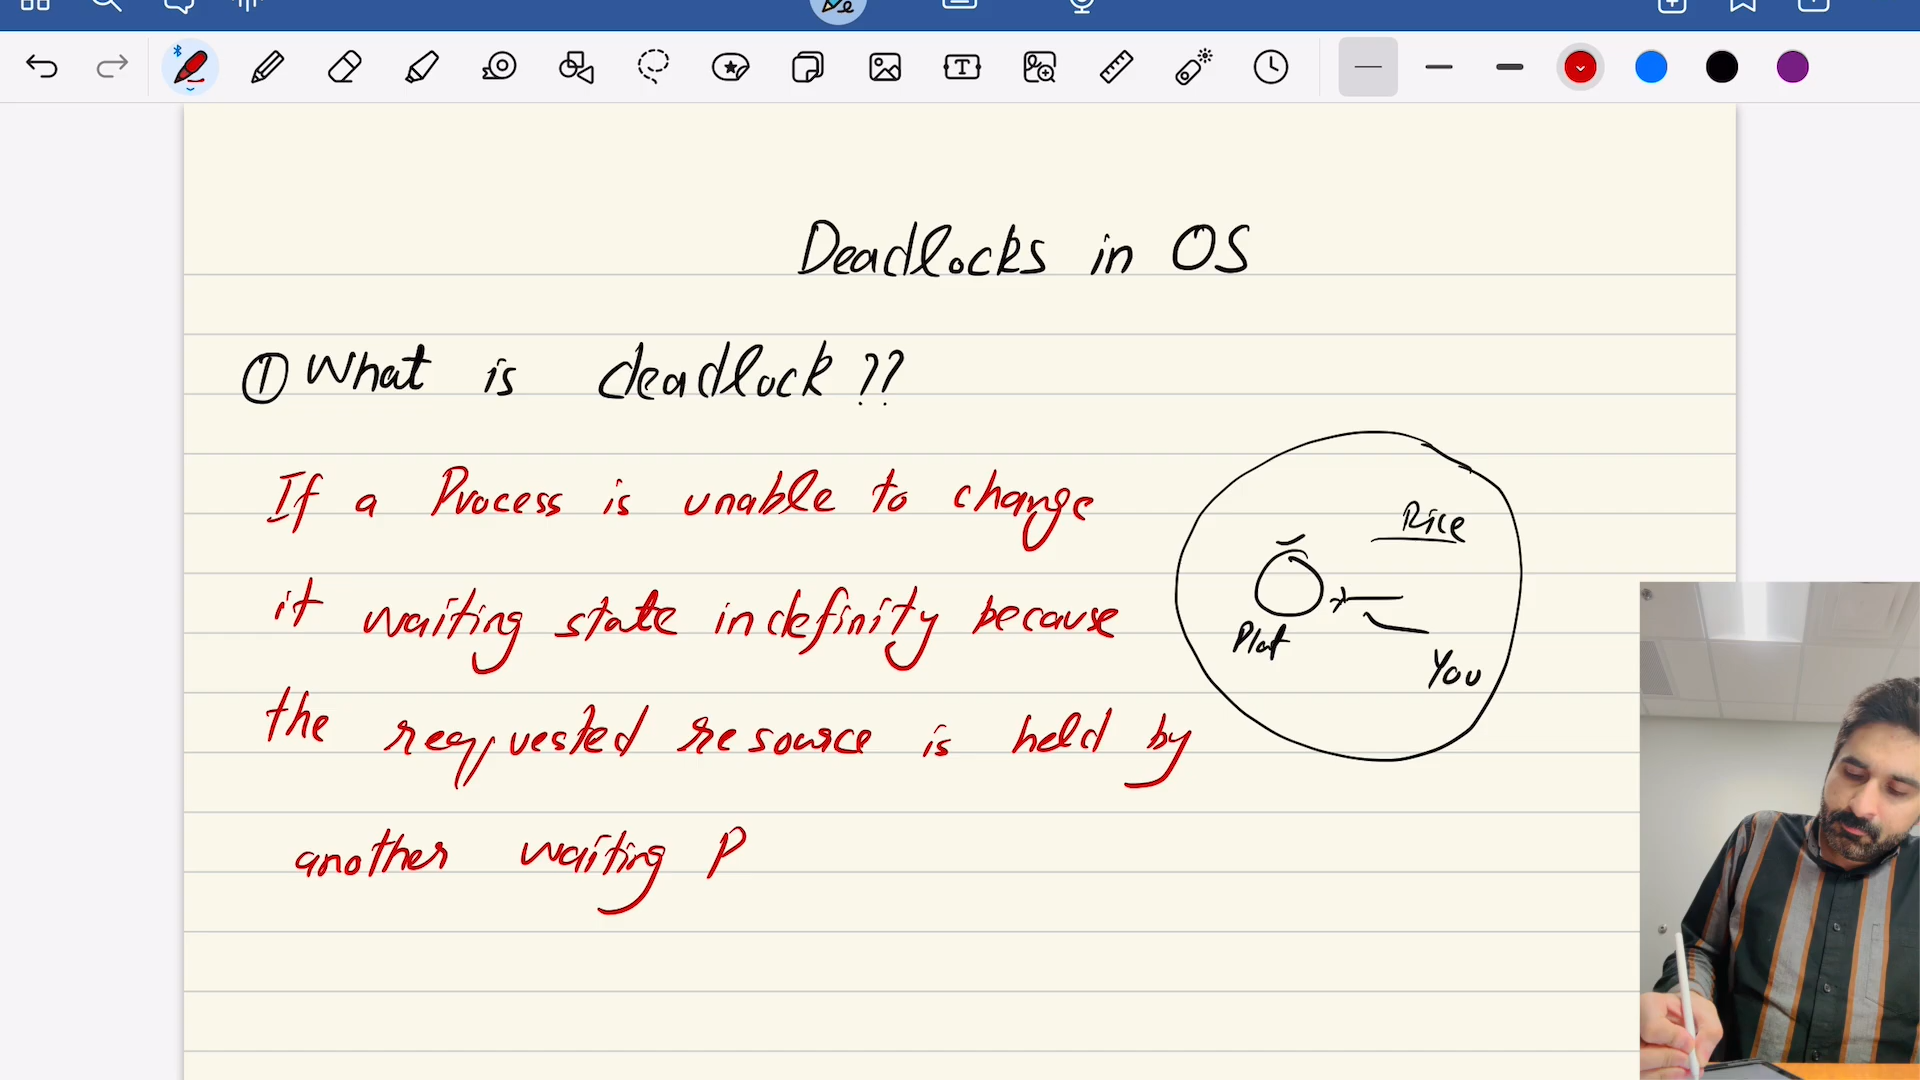 Deadlocks in OS
① What is deadlock ??
If a Process is unable to change
it waiting state indefinity because
the requested resource is held by
another waiting P
Rice
Plat
You